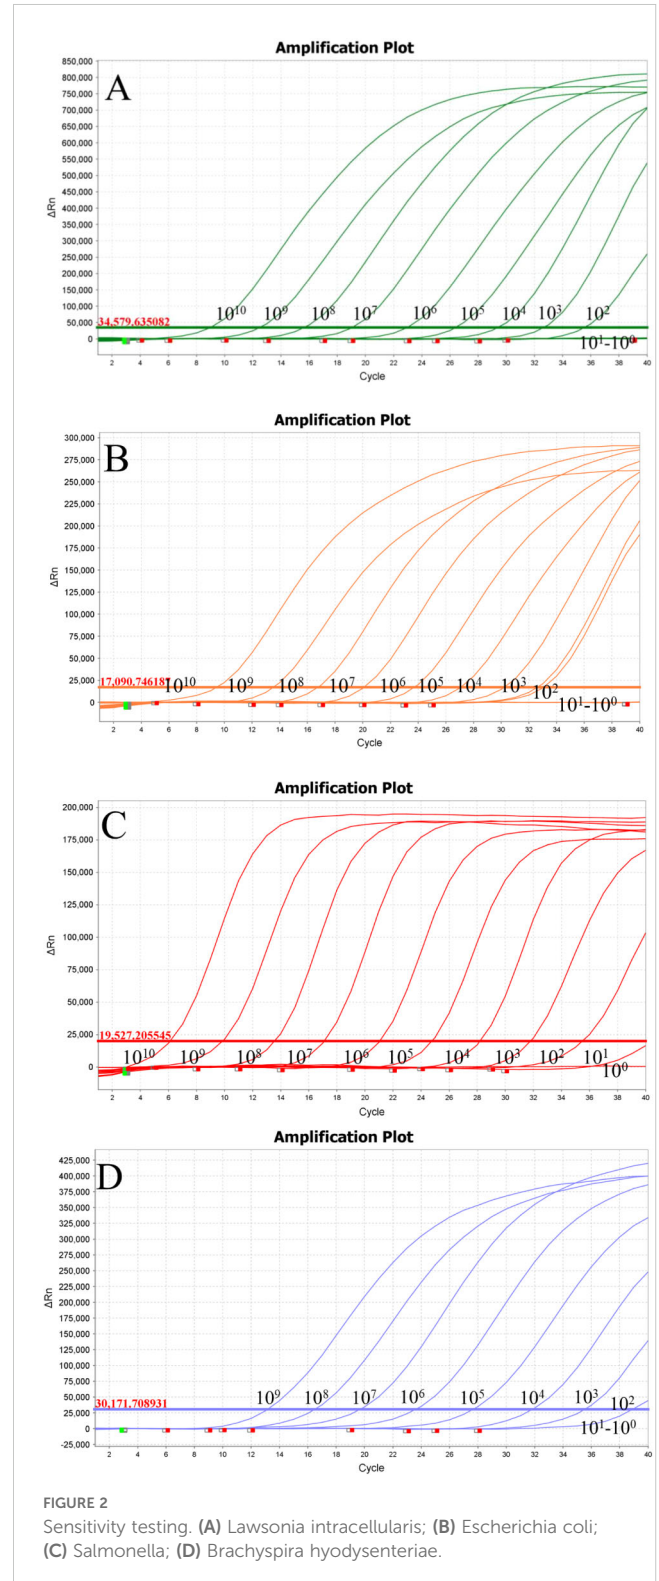 Amplification Plot
A
850,000
800,000
750,000
700,000
650,000
600,000
550,000
500,000
450,000
400,000
350,000
300,000
250,000
200,000
150,000
100,000
50,000
0
ΔRn
34,579,635082
10¹⁰ 10⁹ 10⁸ 10⁷ 10⁶ 10⁵ 10⁴ 10³ 10²
10¹-10⁰
2 4 6 8 10 12 14 16 18 20 22 24 26 28 30 32 34 36 38 40
Cycle
Amplification Plot
B
300,000
275,000
250,000
225,000
200,000
175,000
150,000
125,000
100,000
75,000
50,000
25,000
0
ΔRn
17,090,746187
10¹⁰ 10⁹ 10⁸ 10⁷ 10⁶ 10⁵ 10⁴ 10³ 10²
10¹-10⁰
2 4 6 8 10 12 14 16 18 20 22 24 26 28 30 32 34 36 38 40
Cycle
Amplification Plot
C
200,000
175,000
150,000
125,000
100,000
75,000
50,000
25,000
0
ΔRn
19,527,205545
10¹⁰ 10⁹ 10⁸ 10⁷ 10⁶ 10⁵ 10⁴ 10³ 10² 10¹
10⁰
2 4 6 8 10 12 14 16 18 20 22 24 26 28 30 32 34 36 38 40
Cycle
Amplification Plot
D
425,000
400,000
375,000
350,000
325,000
300,000
275,000
250,000
225,000
200,000
175,000
150,000
125,000
100,000
75,000
50,000
25,000
0
-25,000
ΔRn
30,171,708931
10⁹ 10⁸ 10⁷ 10⁶ 10⁵ 10⁴ 10³ 10²
10¹-10⁰
2 4 6 8 10 12 14 16 18 20 22 24 26 28 30 32 34 36 38 40
Cycle
FIGURE 2
Sensitivity testing. (A) Lawsonia intracellularis; (B) Escherichia coli;
(C) Salmonella; (D) Brachyspira hyodysenteriae.